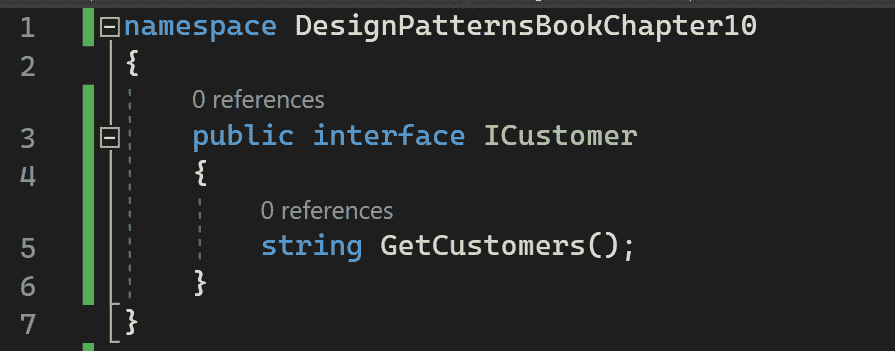 1 namespace DesignPatternsBookChapter10
2 {
0 references
3 public interface ICustomer
4 {
0 references
5 string GetCustomers();
6 }
7 }